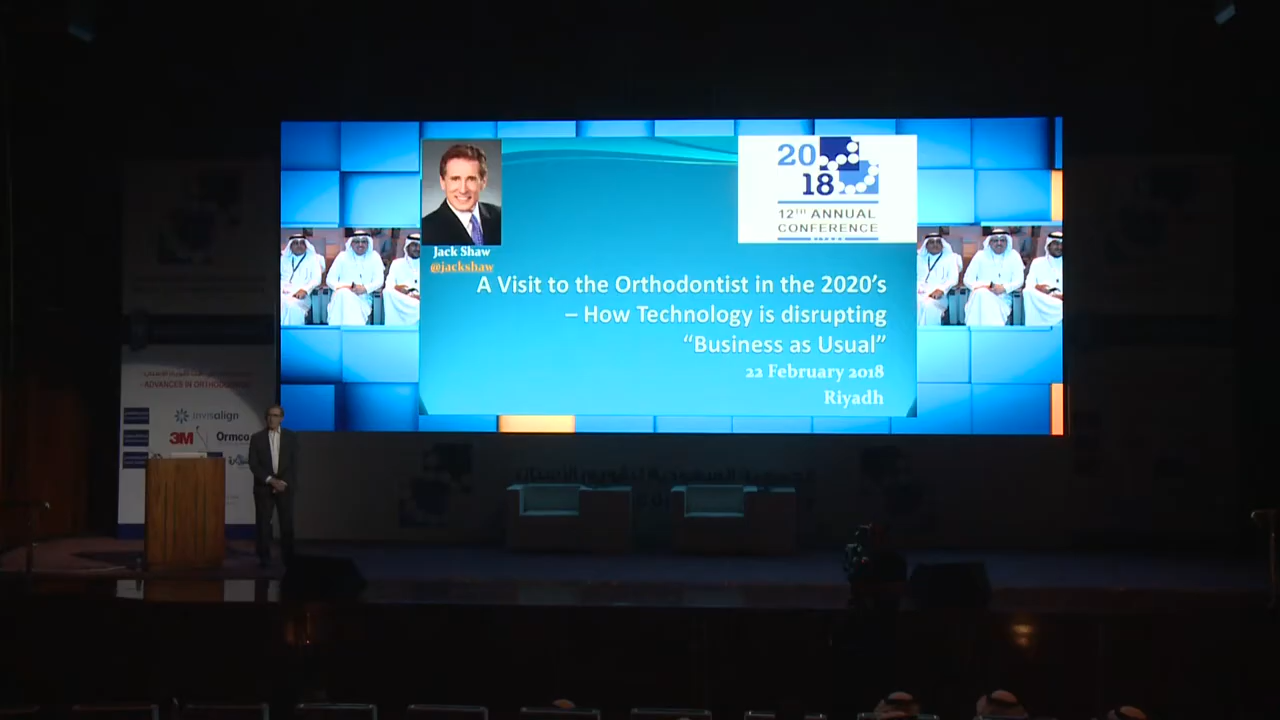 Jack Shaw
@jackshaw
20
18
12TH ANNUAL
CONFERENCE
A Visit to the Orthodontist in the 2020’s
– How Technology is disrupting
“Business as Usual”
22 February 2018
Riyadh
- ADVANCES IN ORTHODONTICS
invisalign
3M
Ormco